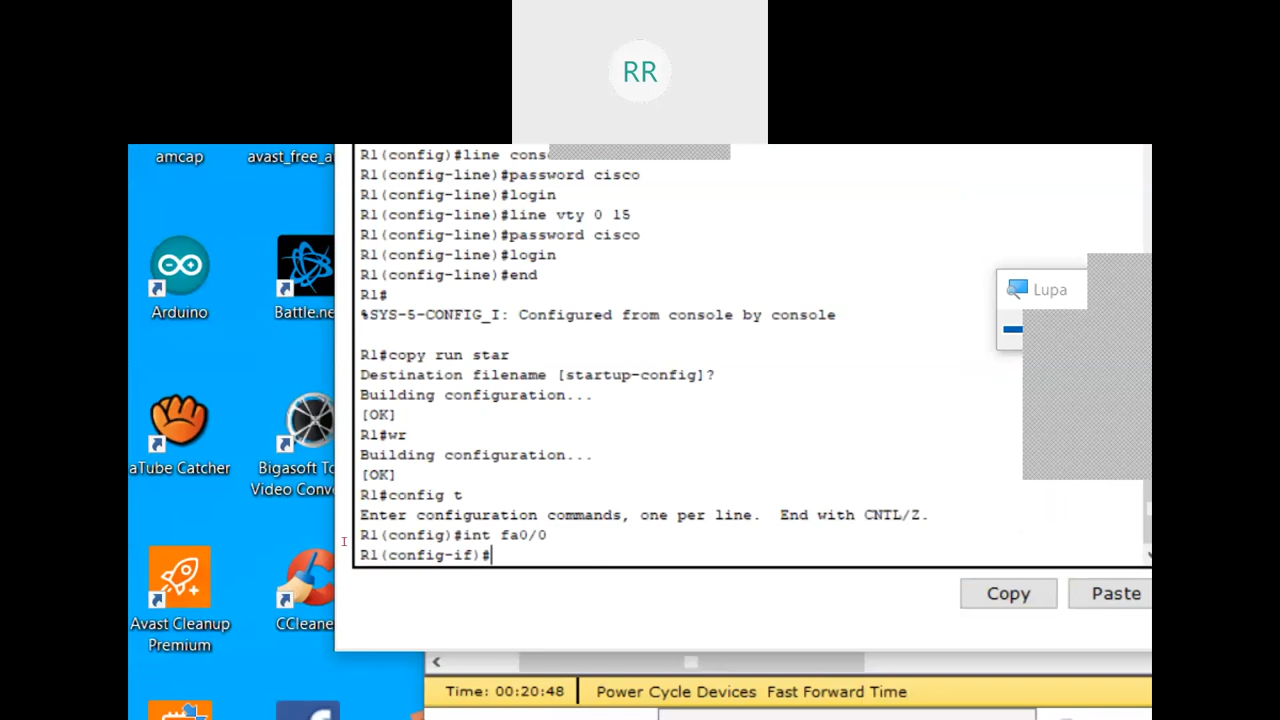 RR
amcap
avast_free_a
R1(config)#line cons
R1(config-line)#password cisco
R1(config-line)#login
R1(config-line)#line vty 0 15
R1(config-line)#password cisco
R1(config-line)#login
R1(config-line)#end
R1#
%SYS-5-CONFIG_I: Configured from console by console
R1#copy run star
Destination filename [startup-config]?
Building configuration...
[OK]
R1#wr
Building configuration...
[OK]
R1#config t
Enter configuration commands, one per line.  End with CNTL/Z.
R1(config)#int fa0/0
R1(config-if)#
Arduino
Battle.ne
Lupa
aTube Catcher
Bigasoft To
Video Conv
Avast Cleanup
Premium
CCleane
Copy
Paste
Time: 00:20:48
Power Cycle Devices  Fast Forward Time